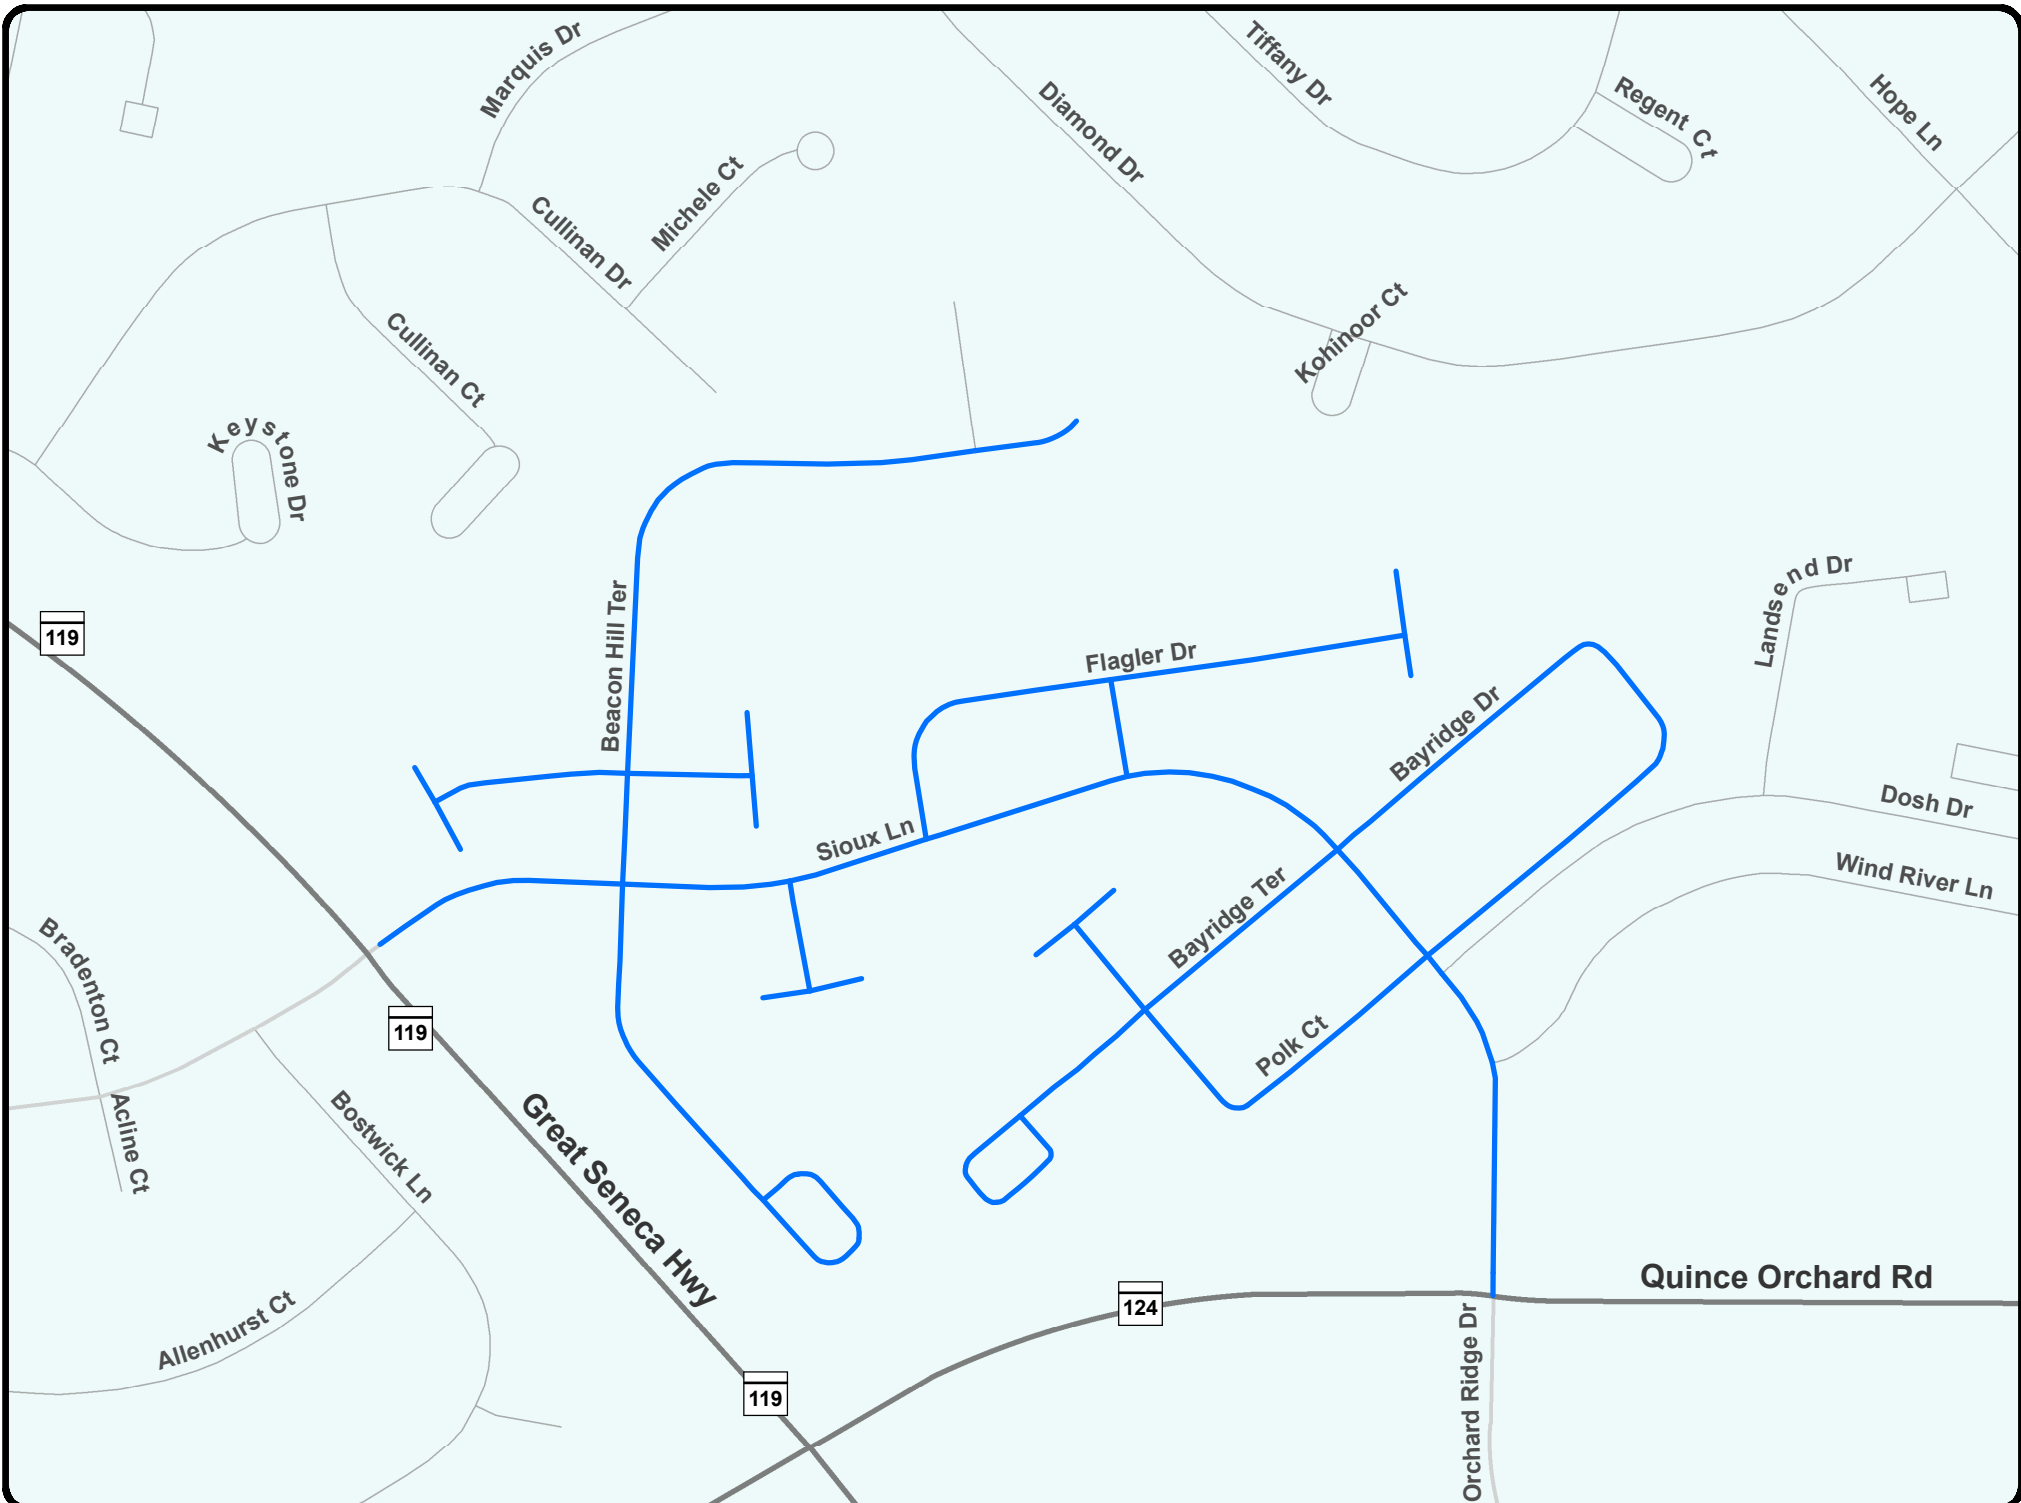 Marquis Dr
Tiffany Dr
Regent Ct
Hope Ln
Diamond Dr
Michele Ct
Cullinan Dr
Kohinoor Ct
Cullinan Ct
Keystone Dr
Landsend Dr
119
Beacon Hill Ter
Flagler Dr
Bayridge Dr
Dosh Dr
Sioux Ln
Wind River Ln
Bayridge Ter
Bradenton Ct
119
Polk Ct
Acline Ct
Bostwick Ln
Great Seneca Hwy
Quince Orchard Rd
124
Allenhurst Ct
Orchard Ridge Dr
119